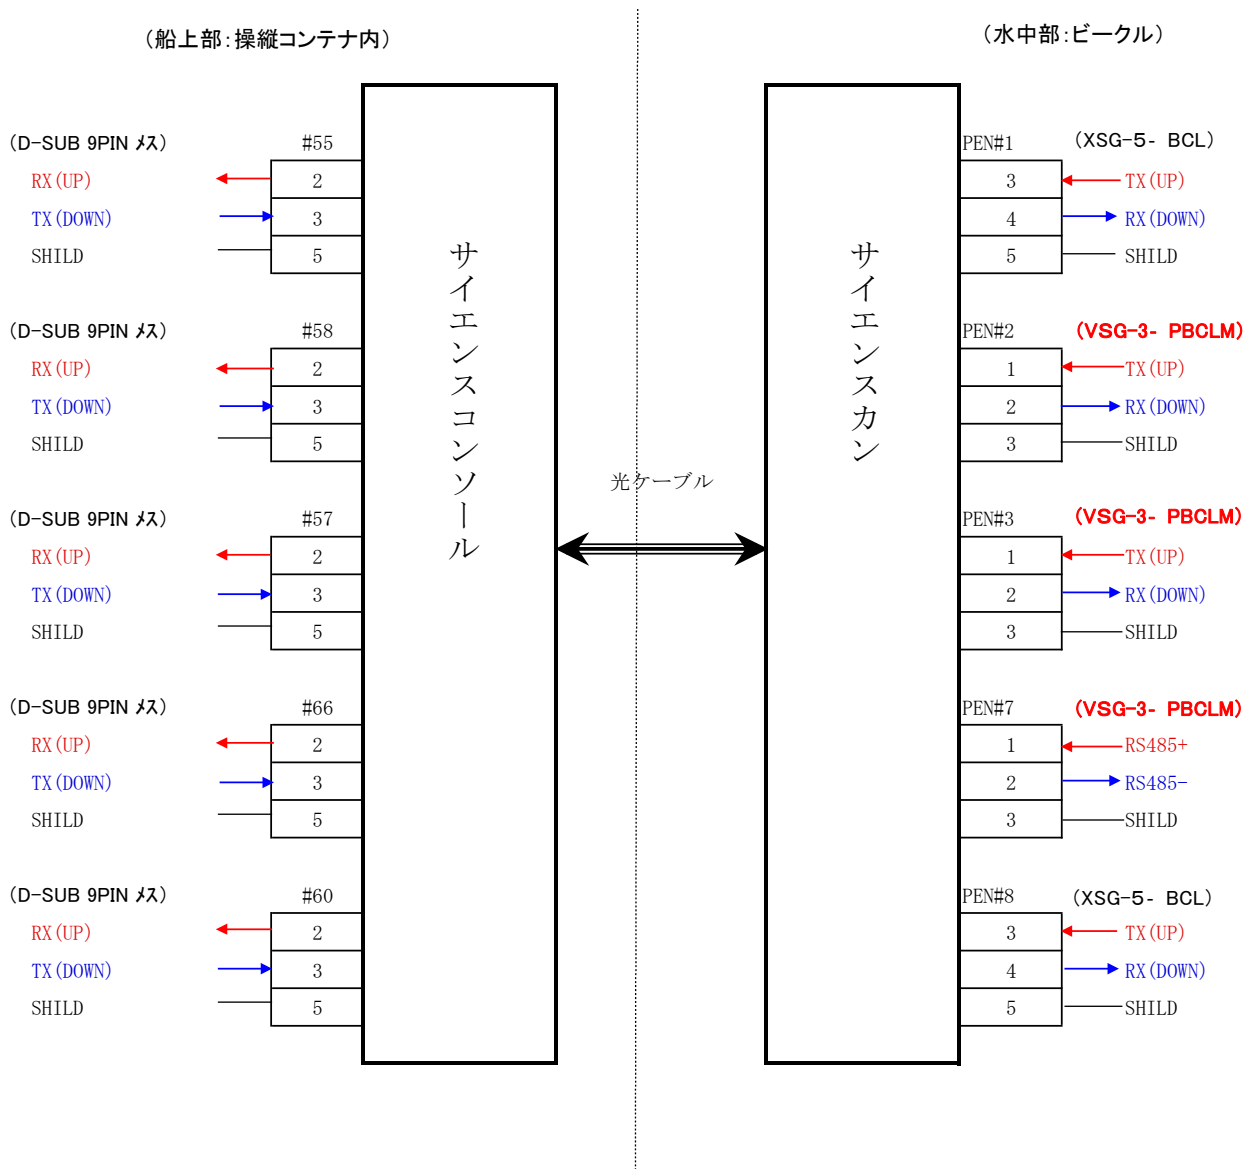 （船上部：操縦コンテナ内）
（水中部：ビークル）
（D-SUB 9PIN ﾒｽ）
#55
RX(UP)
2
TX(DOWN)
3
SHILD
5
（D-SUB 9PIN ﾒｽ）
#58
RX(UP)
2
TX(DOWN)
3
SHILD
5
（D-SUB 9PIN ﾒｽ）
#57
RX(UP)
2
TX(DOWN)
3
SHILD
5
（D-SUB 9PIN ﾒｽ）
#66
RX(UP)
2
TX(DOWN)
3
SHILD
5
（D-SUB 9PIN ﾒｽ）
#60
RX(UP)
2
TX(DOWN)
3
SHILD
5
サイエンスコンソール
光ケーブル
サイエンスカン
PEN#1
（XSG-5- BCL）
3
TX(UP)
4
RX(DOWN)
5
SHILD
PEN#2
（VSG-3- PBCLM）
1
TX(UP)
2
RX(DOWN)
3
SHILD
PEN#3
（VSG-3- PBCLM）
1
TX(UP)
2
RX(DOWN)
3
SHILD
PEN#7
（VSG-3- PBCLM）
1
RS485+
2
RS485-
3
SHILD
PEN#8
（XSG-5- BCL）
3
TX(UP)
4
RX(DOWN)
5
SHILD